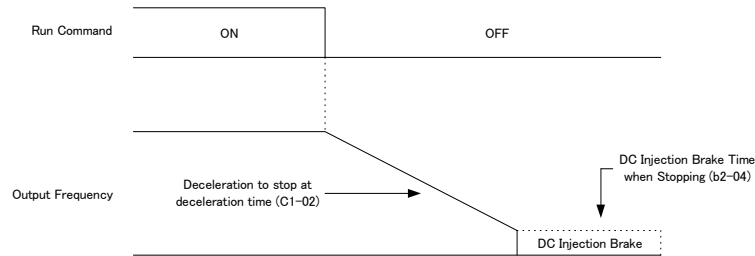 Run Command
ON
OFF
Output Frequency
Deceleration to stop at
deceleration time (C1-02)
DC Injection Brake Time
when Stopping (b2-04)
DC Injection Brake